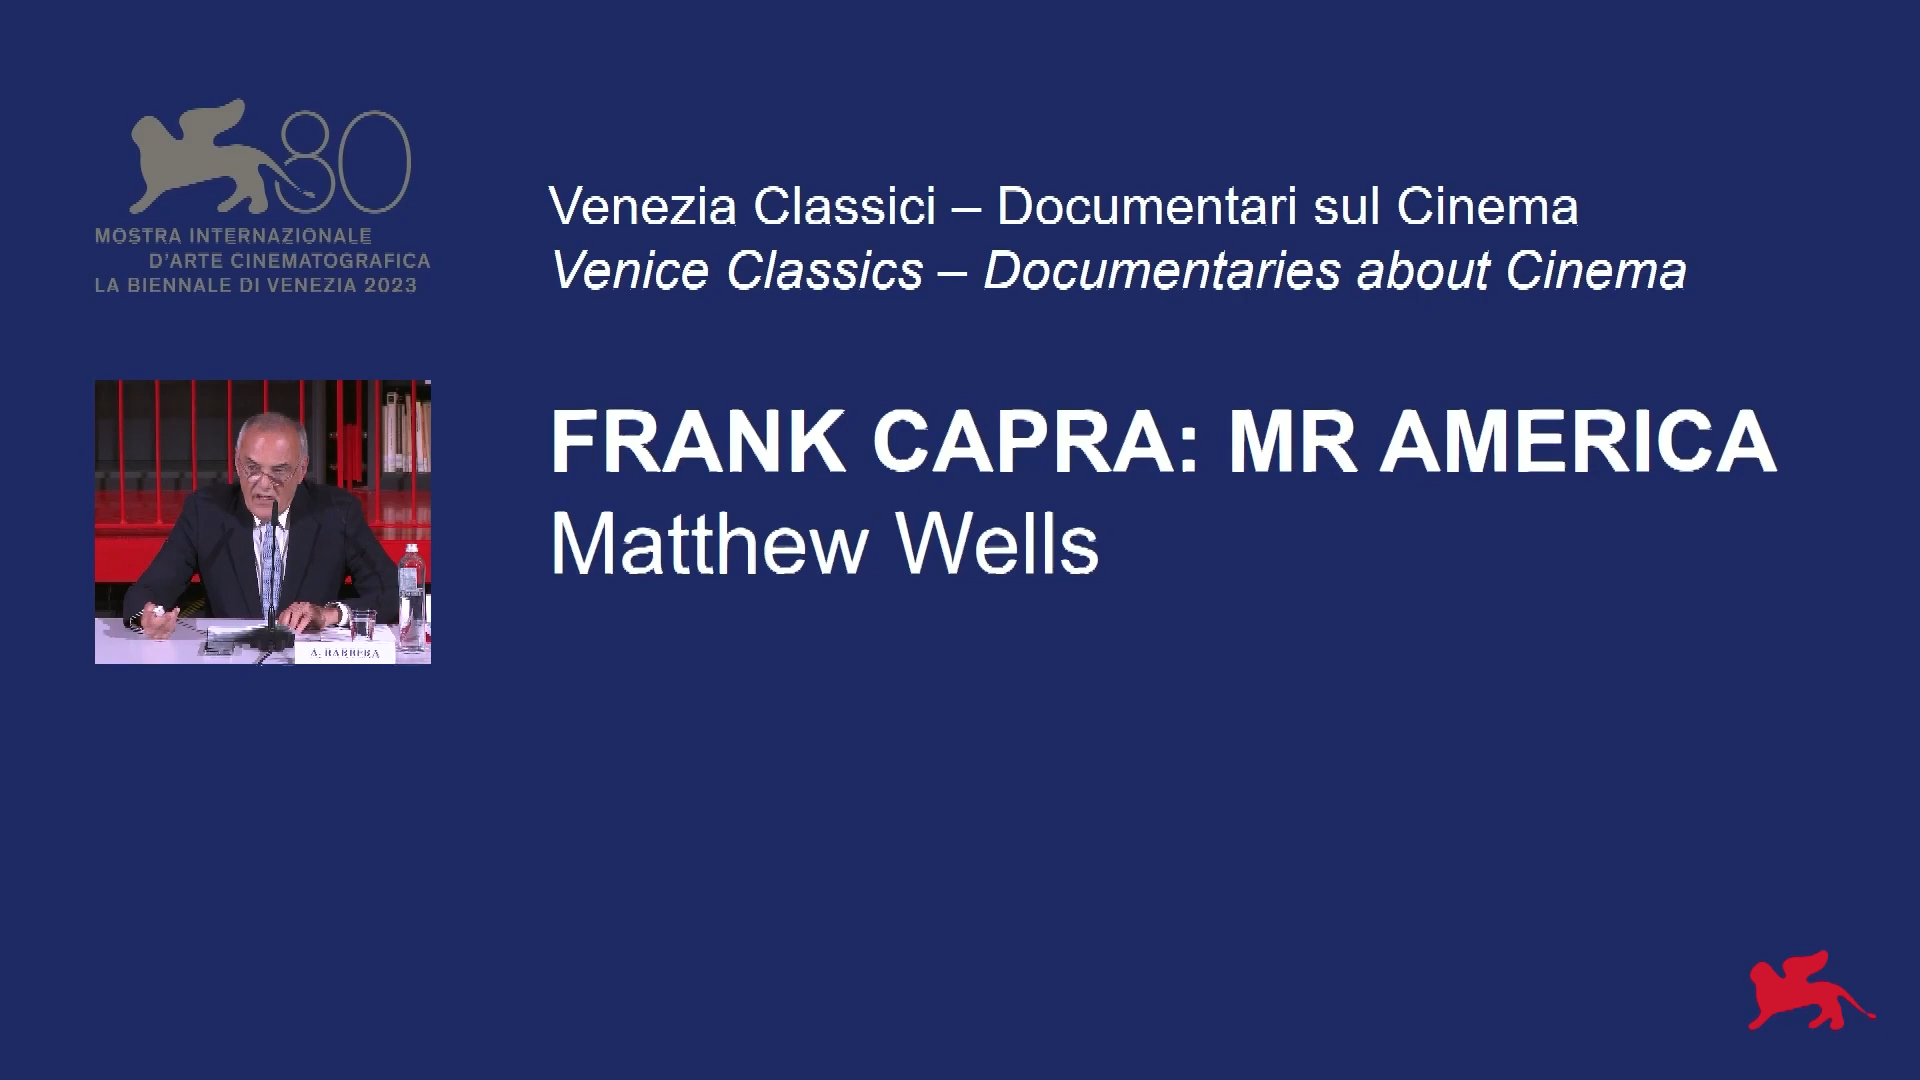 80
MOSTRA INTERNAZIONALE
D'ARTE CINEMATOGRAFICA
LA BIENNALE DI VENEZIA 2023
Venezia Classici – Documentari sul Cinema
Venice Classics – Documentaries about Cinema
FRANK CAPRA: MR AMERICA
Matthew Wells
A. BARBERA